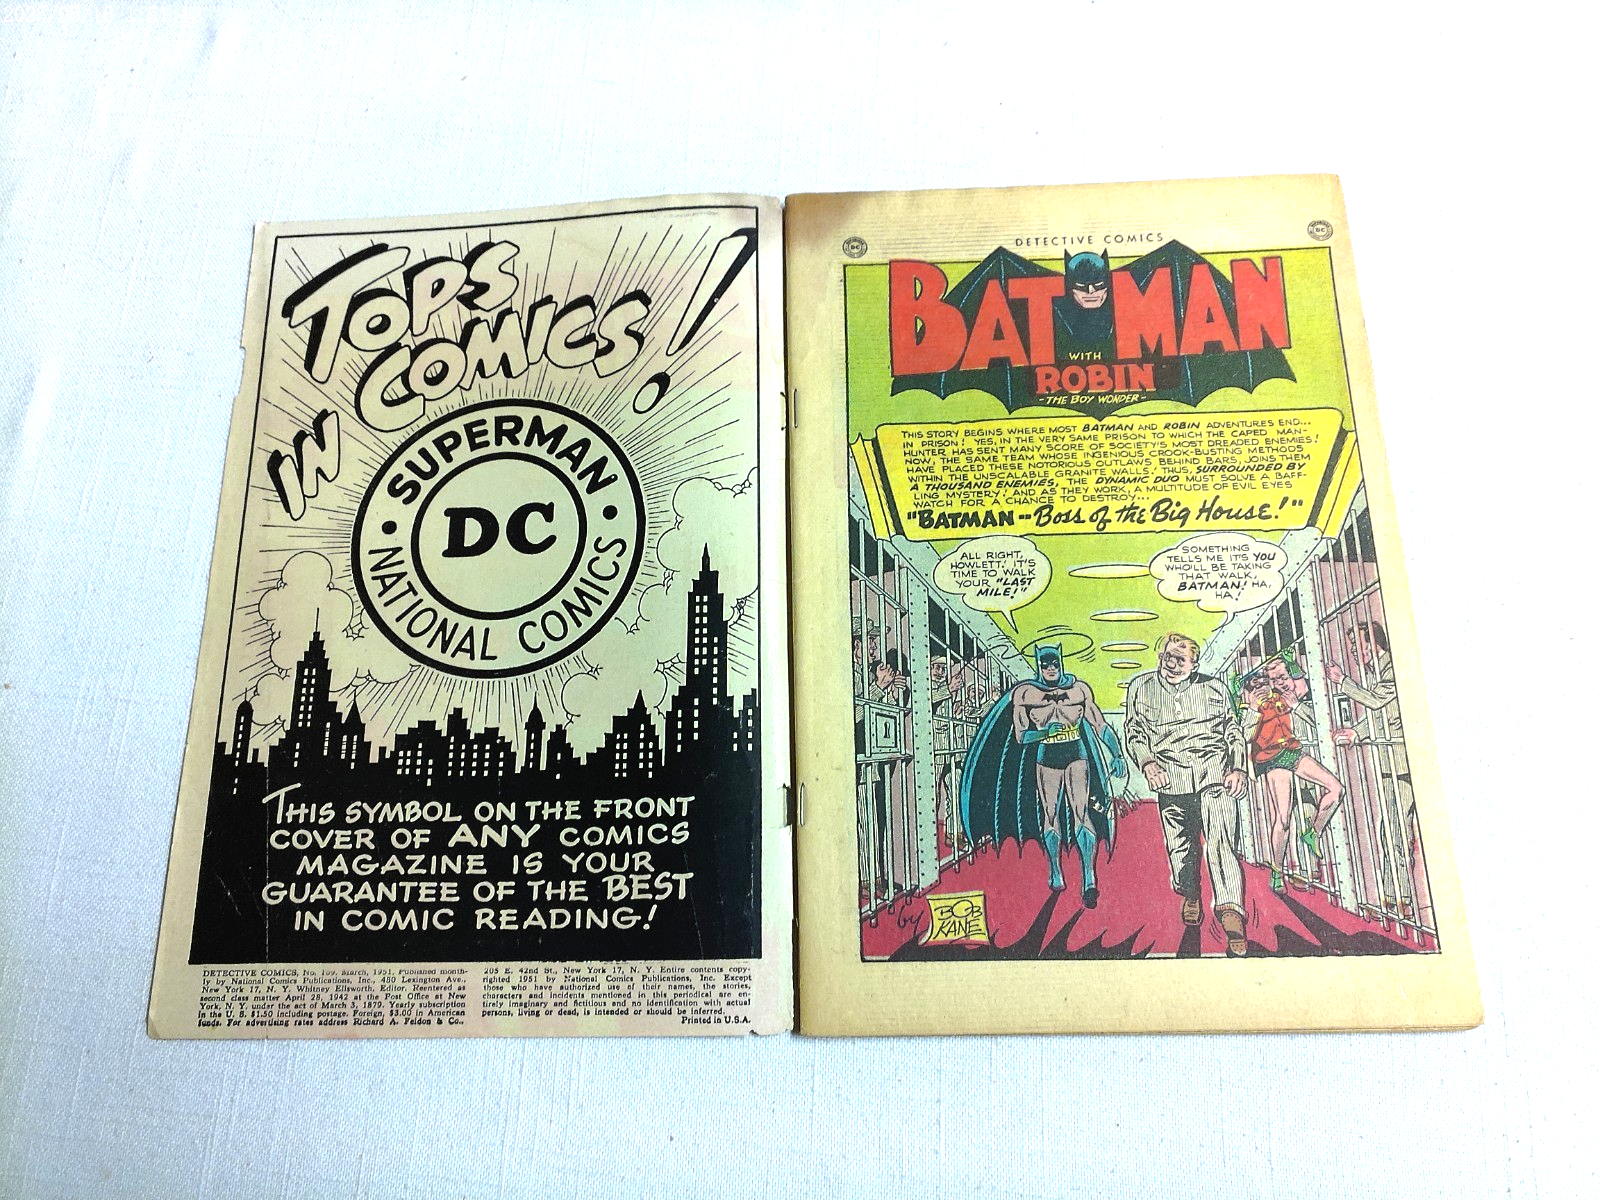 TOPS
IN COMICS!
SUPERMAN
DC
NATIONAL COMICS
THIS SYMBOL ON THE FRONT
COVER OF ANY COMICS
MAGAZINE IS YOUR
GUARANTEE OF THE BEST
IN COMIC READING!
DETECTIVE COMICS, No. 169. March, 1951. Published month-
ly by National Comics Publications, Inc., 480 Lexington Ave.,
New York 17, N. Y. Whitney Ellsworth, Editor. Reentered as
second class matter April 28, 1942 at the Post Office at New
York, N. Y. under the act of March 3, 1879. Yearly subscription
in the U. S. $1.50 including postage. Foreign, $3.00 in American
funds. For advertising rates address Richard A. Feldon & Co.,
205 E. 42nd St., New York 17, N. Y. Entire contents copy-
righted 1951 by National Comics Publications, Inc. Except
those who have authorized use of their names, the stories,
characters and incidents mentioned in this periodical are en-
tirely imaginary and fictitious and no identification with actual
persons, living or dead, is intended or should be inferred.
Printed in U.S.A.
DC
DETECTIVE COMICS
DC
BATMAN
WITH
ROBIN
-THE BOY WONDER-
THIS STORY BEGINS WHERE MOST BATMAN AND ROBIN ADVENTURES END...
IN PRISON! YES, IN THE VERY SAME PRISON TO WHICH THE CAPED MAN-
HUNTER HAS SENT MANY SCORE OF SOCIETY'S MOST DREADED ENEMIES!
NOW, THE SAME TEAM WHOSE INGENIOUS CROOK-BUSTING METHODS
HAVE PLACED THESE NOTORIOUS OUTLAWS BEHIND BARS, JOINS THEM
WITHIN THE UNSCALABLE GRANITE WALLS! THUS, SURROUNDED BY
A THOUSAND ENEMIES, THE DYNAMIC DUO MUST SOLVE A BAFF-
LING MYSTERY! AND AS THEY WORK, A MULTITUDE OF EVIL EYES
WATCH FOR A CHANCE TO DESTROY...
"BATMAN -- Boss of the Big House!"
ALL RIGHT,
HOWLETT! IT'S
TIME TO WALK
YOUR "LAST
MILE!"
SOMETHING
TELLS ME IT'S YOU
WHO'LL BE TAKING
THAT WALK,
BATMAN! HA,
HA!
1
1
by BOB
KANE